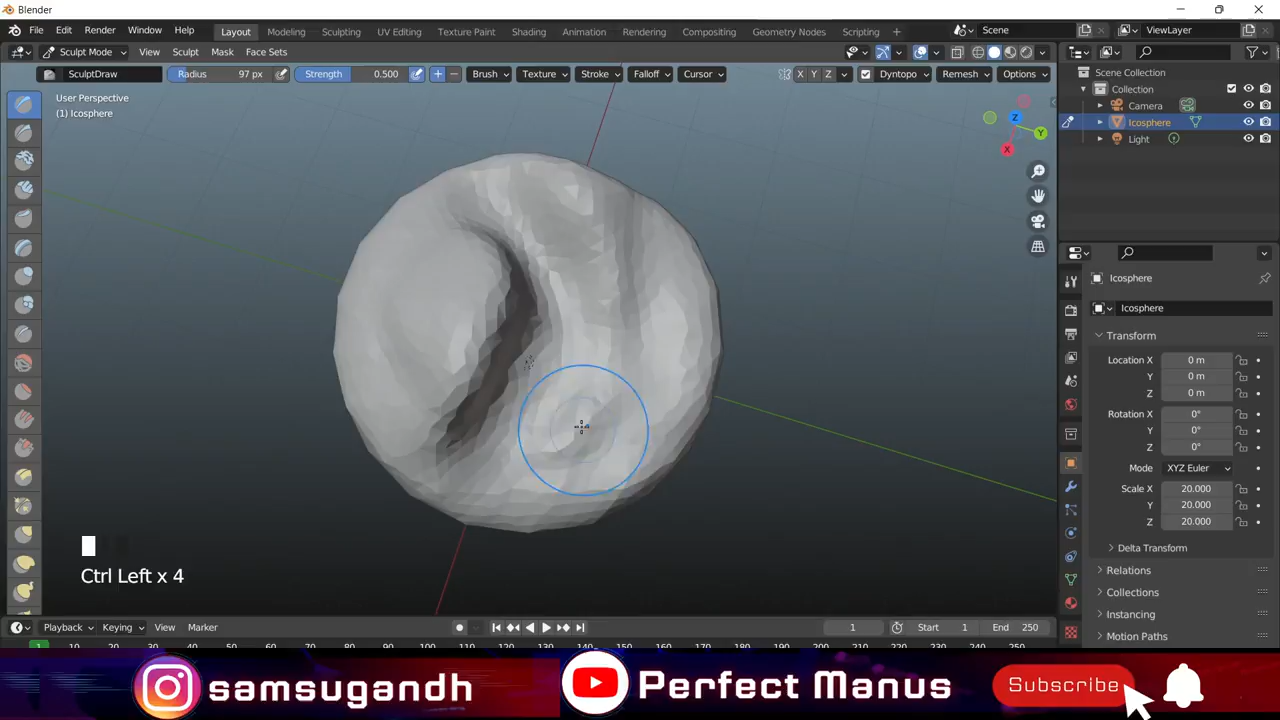 Blender
File Edit Render Window Help Layout Modeling Sculpting UV Editing Texture Paint Shading Animation Rendering Compositing Geometry Nodes Scripting + Scene ViewLayer
Sculpt Mode View Sculpt Mask Face Sets
SculptDraw Radius 97 px Strength 0.500 + − Brush Texture Stroke Falloff Cursor X Y Z Dyntopo Remesh Options
User Perspective
(1) Icosphere
Z
Y
X
Scene Collection
Collection
Camera
Icosphere
Light
Icosphere
Icosphere
Transform
Location X 0 m
Y 0 m
Z 0 m
Rotation X 0°
Y 0°
Z 0°
Mode XYZ Euler
Scale X 20.000
Y 20.000
Z 20.000
Delta Transform
Relations
Collections
Instancing
Motion Paths
Ctrl Left x 4
Playback Keying View Marker 1 Start 1 End 250
samsugandh
Perfect Manus
Subscribe